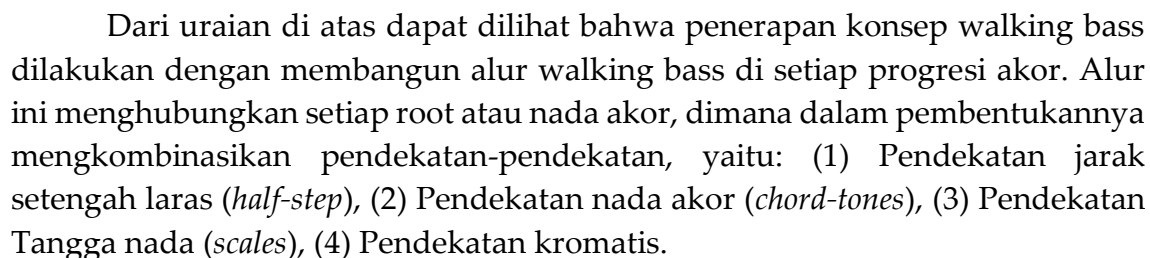 Dari uraian di atas dapat dilihat bahwa penerapan konsep walking bass
dilakukan dengan membangun alur walking bass di setiap progresi akor. Alur
ini menghubungkan setiap root atau nada akor, dimana dalam pembentukannya
mengkombinasikan pendekatan-pendekatan, yaitu: (1) Pendekatan jarak
setengah laras (half-step), (2) Pendekatan nada akor (chord-tones), (3) Pendekatan
Tangga nada (scales), (4) Pendekatan kromatis.